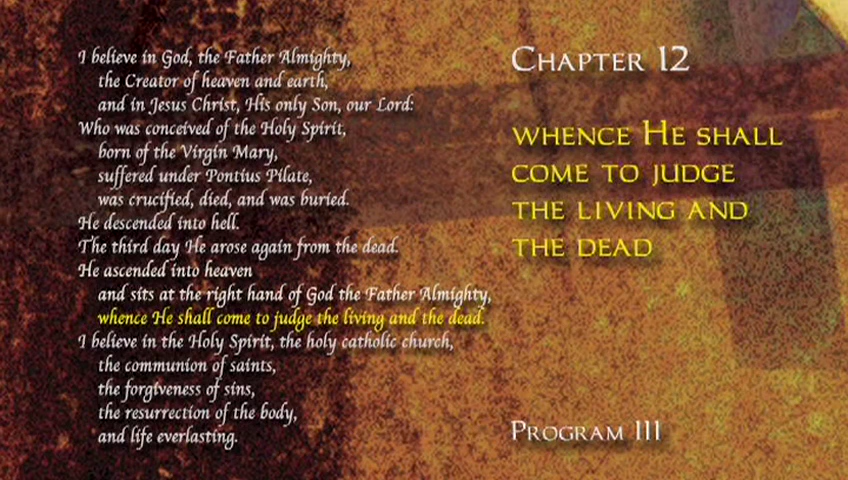 I believe in God, the Father Almighty,
the Creator of heaven and earth,
and in Jesus Christ, His only Son, our Lord:
Who was conceived of the Holy Spirit,
born of the Virgin Mary,
suffered under Pontius Pilate,
was crucified, died, and was buried.
He descended into hell.
The third day He arose again from the dead.
He ascended into heaven
and sits at the right hand of God the Father Almighty,
whence He shall come to judge the living and the dead.
I believe in the Holy Spirit, the holy catholic church,
the communion of saints,
the forgiveness of sins,
the resurrection of the body,
and life everlasting.
Chapter 12
whence He shall
come to judge
the living and
the dead
Program III